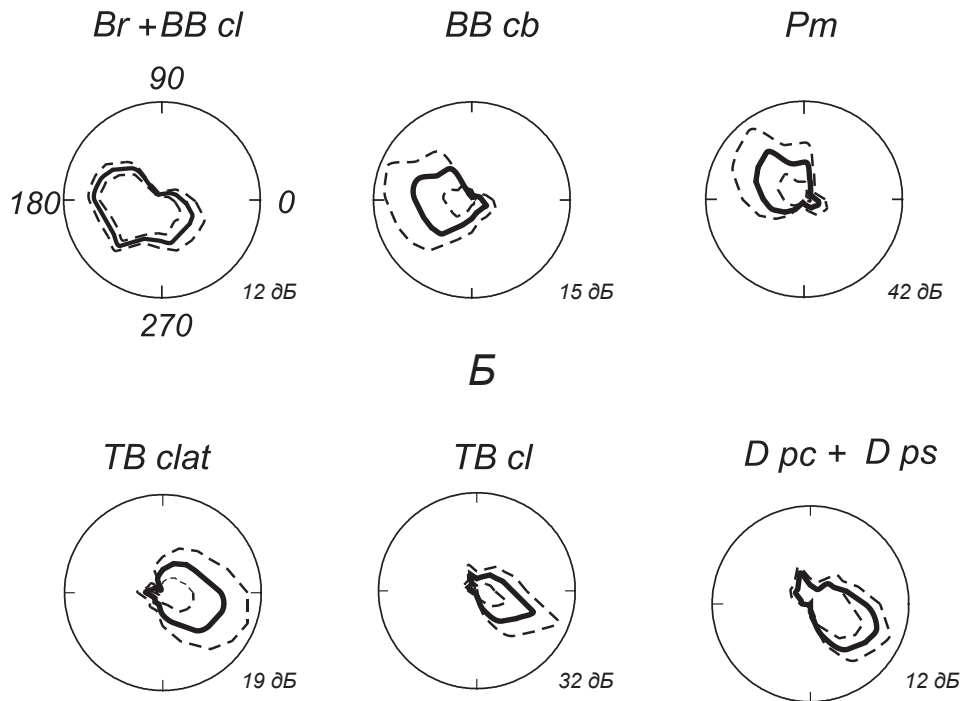 Br + BB cl
BB cb
Pm
90
180
0
270
12 дБ
15 дБ
42 дБ
Б
TB clat
TB cl
D pc + D ps
19 дБ
32 дБ
12 дБ